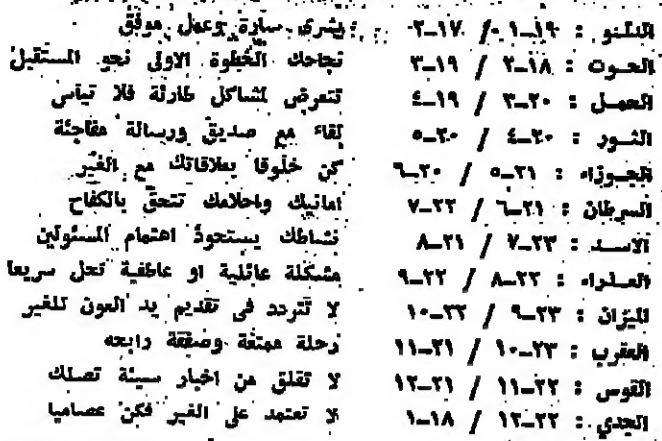 الدلو : ١٩-١ / ١٧-٢ بشرى سارة وعمل موفق
الحوت : ١٨-٢ / ١٩-٣ نجاحك الخطوة الاولى نحو المستقبل
الحمل : ٢٠-٣ / ١٩-٤ تتعرض لمشاكل طارئة فلا تيأس
الثور : ٢٠-٤ / ٢٠-٥ لقاء مع صديق ورسالة مفاجئة
الجوزاء : ٢١-٥ / ٢٠-٦ كن خلوقا بعلاقاتك مع الغير
السرطان : ٢١-٦ / ٢٢-٧ امانيك واحلامك تتحقق بالكفاح
الاسد : ٢٣-٧ / ٢١-٨ نشاطك يستحوذ اهتمام المسئولين
العذراء : ٢٢-٨ / ٢٢-٩ مشكلة عائلية او عاطفية تحل سريعا
الميزان : ٢٣-٩ / ٢٢-١٠ لا تتردد في تقديم يد العون للغير
العقرب : ٢٣-١٠ / ٢١-١١ رحلة ممتعة وصفقة رابحه
القوس : ٢٢-١١ / ٢١-١٢ لا تقلق من اخبار سيئة تصلك
الجدي : ٢٢-١٢ / ١٨-١ لا تعتمد على الغير فكن عصاميا